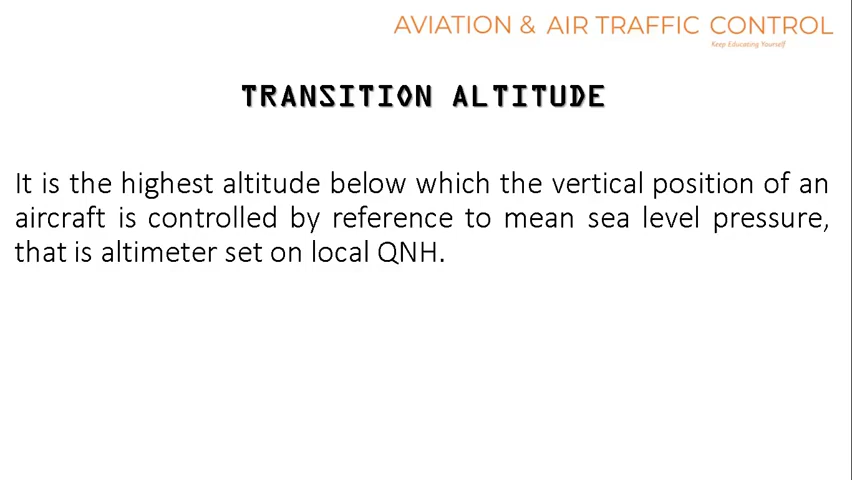 AVIATION & AIR TRAFFIC CONTROL
Keep Educating Yourself
TRANSITION ALTITUDE
It is the highest altitude below which the vertical position of an
aircraft is controlled by reference to mean sea level pressure,
that is altimeter set on local QNH.